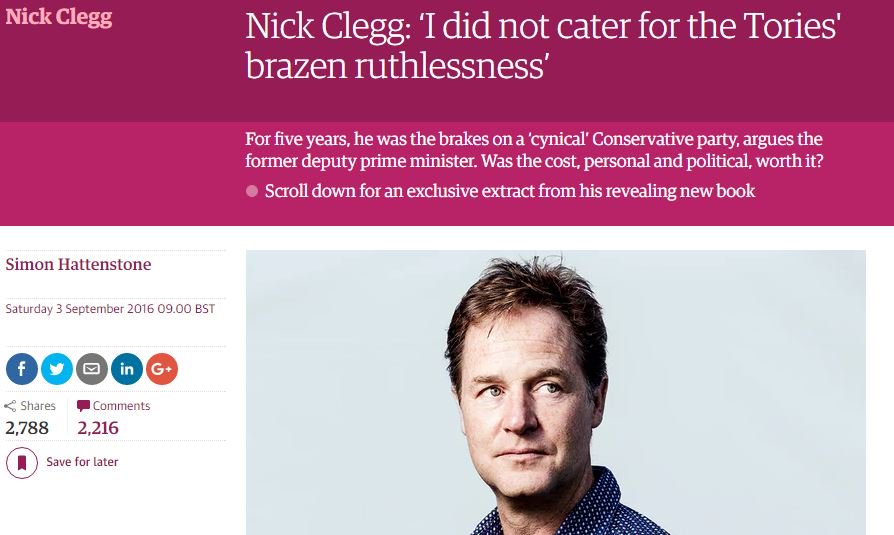 Nick Clegg
Nick Clegg: ‘I did not cater for the Tories'
brazen ruthlessness’
For five years, he was the brakes on a ‘cynical’ Conservative party, argues the
former deputy prime minister. Was the cost, personal and political, worth it?
Scroll down for an exclusive extract from his revealing new book
Simon Hattenstone
Saturday 3 September 2016 09.00 BST
f
in
G+
Shares
2,788
Comments
2,216
Save for later